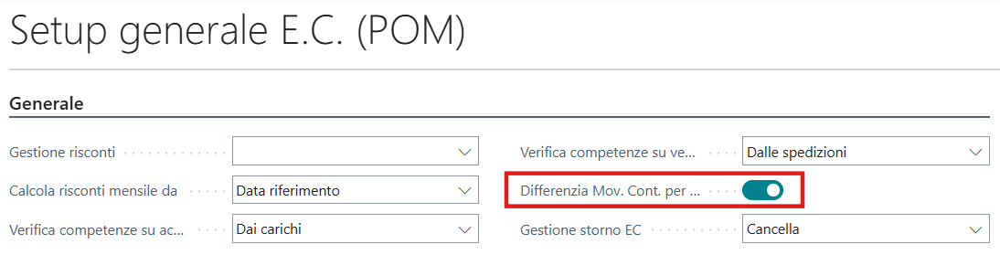 Setup generale E.C. (POM)
Generale
Gestione risconti
Verifica competenze su ve... Dalle spedizioni
Calcola risconti mensile da Data riferimento
Differenzia Mov. Cont. per ...
Verifica competenze su ac... Dai carichi
Gestione storno EC Cancella